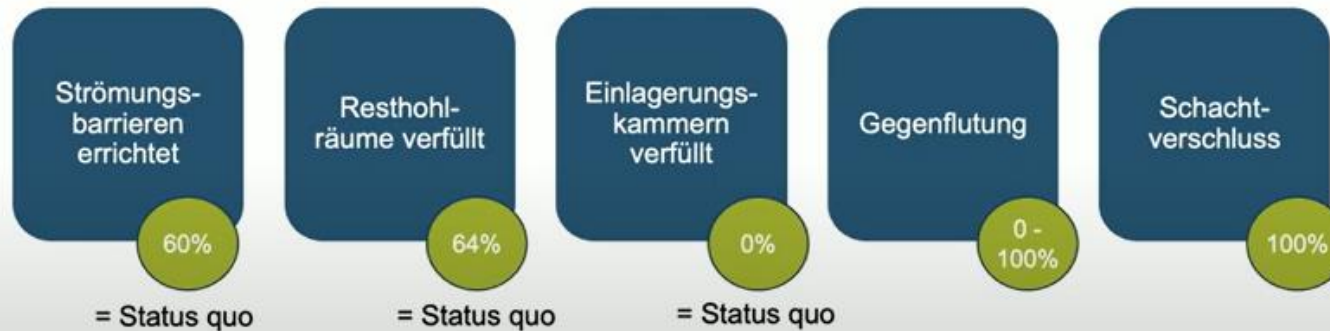 Strömungs-
barrieren
errichtet
60%
= Status quo
Resthohl-
räume verfüllt
64%
= Status quo
Einlagerungs-
kammern
verfüllt
0%
= Status quo
Gegenflutung
0 -
100%
Schacht-
verschluss
100%